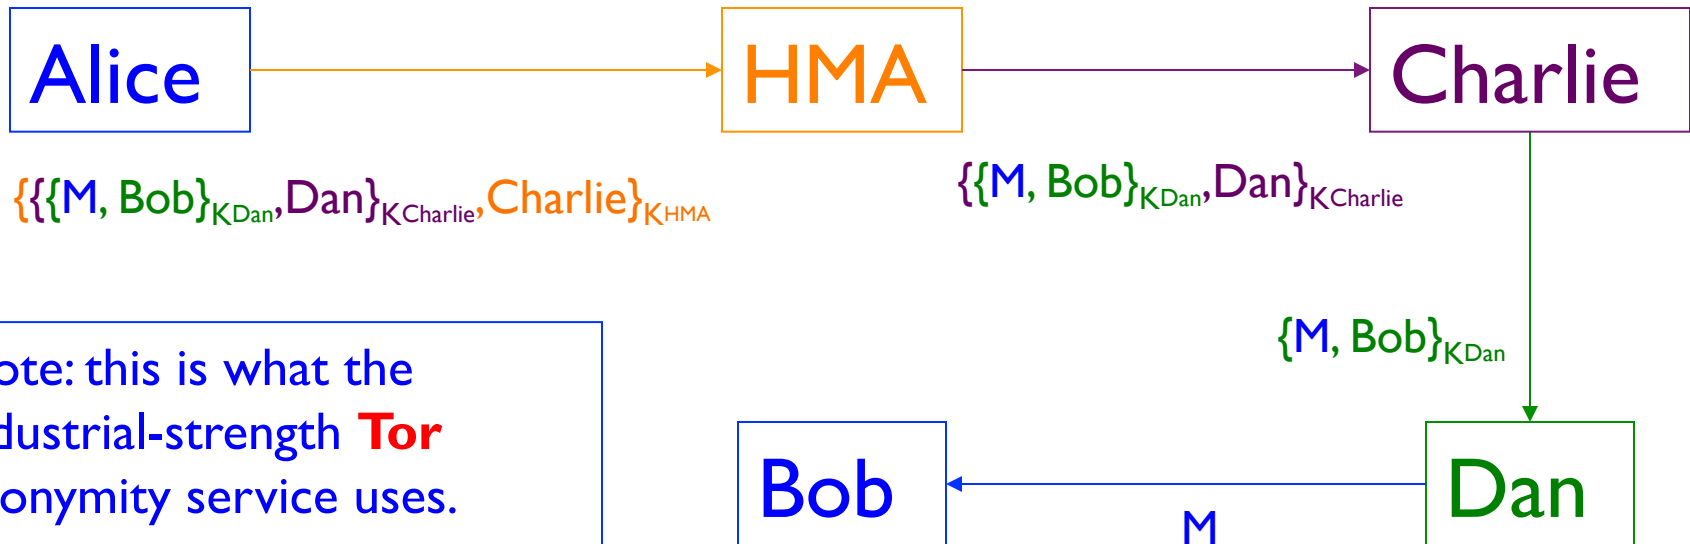 Alice
HMA
Charlie
{{{M, Bob}KDan,Dan}KCharlie,Charlie}KHMA
{{M, Bob}KDan,Dan}KCharlie
{M, Bob}KDan
ote: this is what the
dustrial-strength Tor
onymity service uses.
Bob
M
Dan